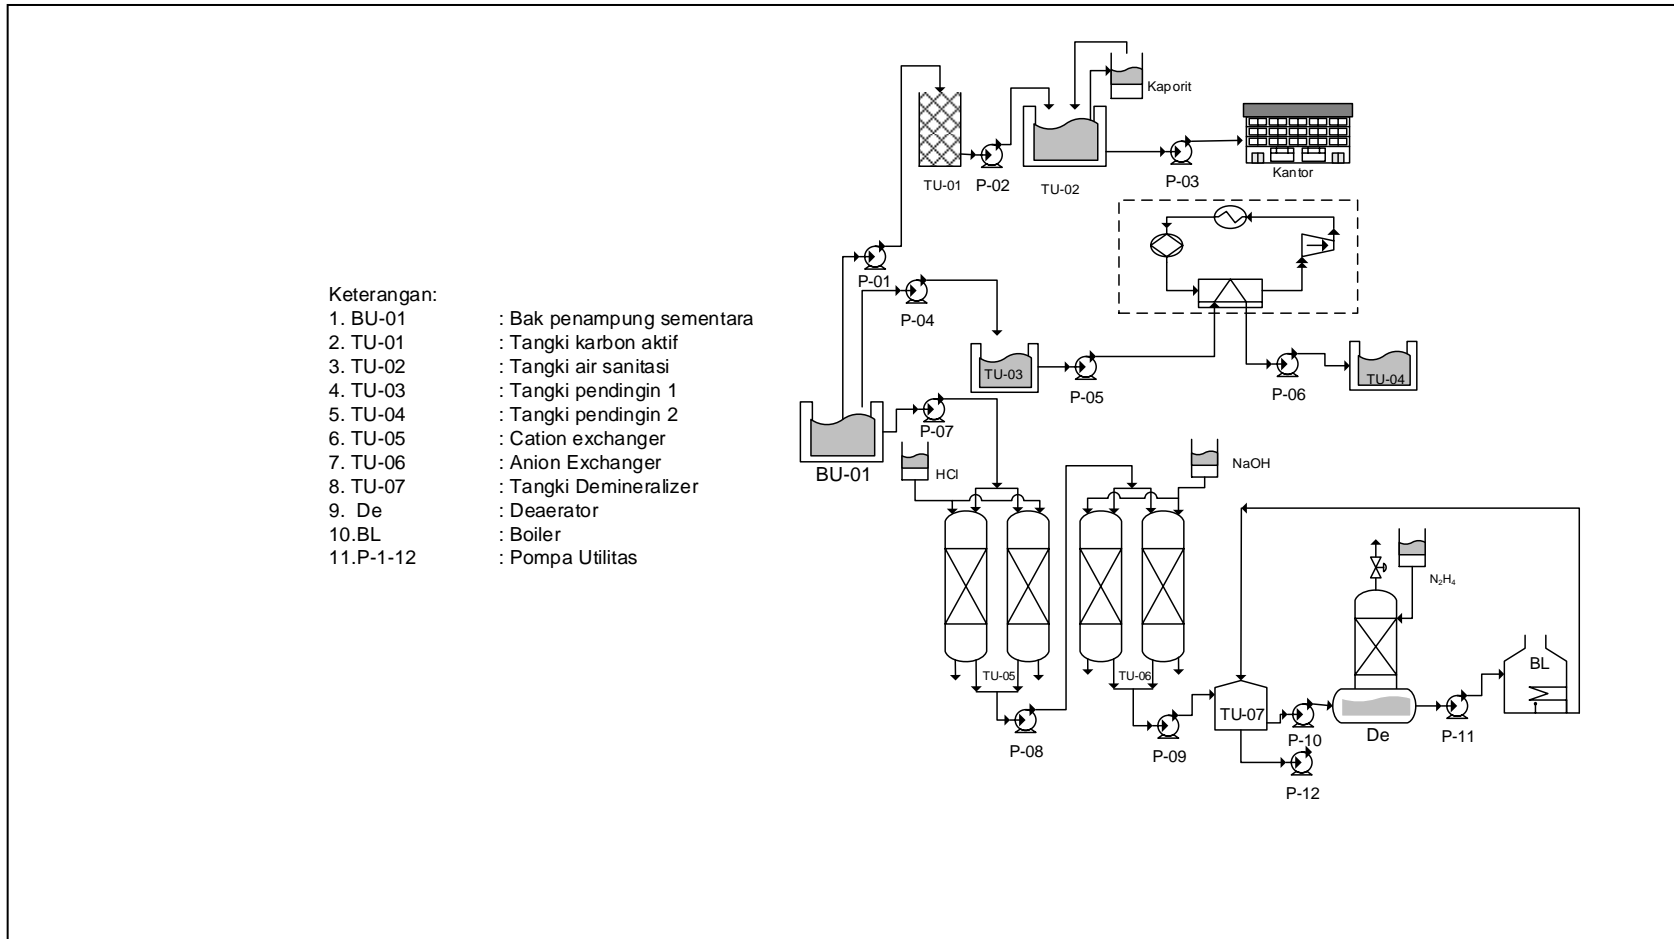 Kaporit
TU-01
P-02
TU-02
P-03
Kantor
P-01
P-04
Keterangan:
1. BU-01 : Bak penampung sementara
2. TU-01 : Tangki karbon aktif
3. TU-02 : Tangki air sanitasi
4. TU-03 : Tangki pendingin 1
5. TU-04 : Tangki pendingin 2
6. TU-05 : Cation exchanger
7. TU-06 : Anion Exchanger
8. TU-07 : Tangki Demineralizer
9. De : Deaerator
10.BL : Boiler
11.P-1-12 : Pompa Utilitas
TU-03
P-05
P-06
TU-04
P-07
BU-01
HCl
NaOH
N₂H₄
TU-05
TU-06
BL
TU-07
P-08
P-09
P-10
De
P-11
P-12